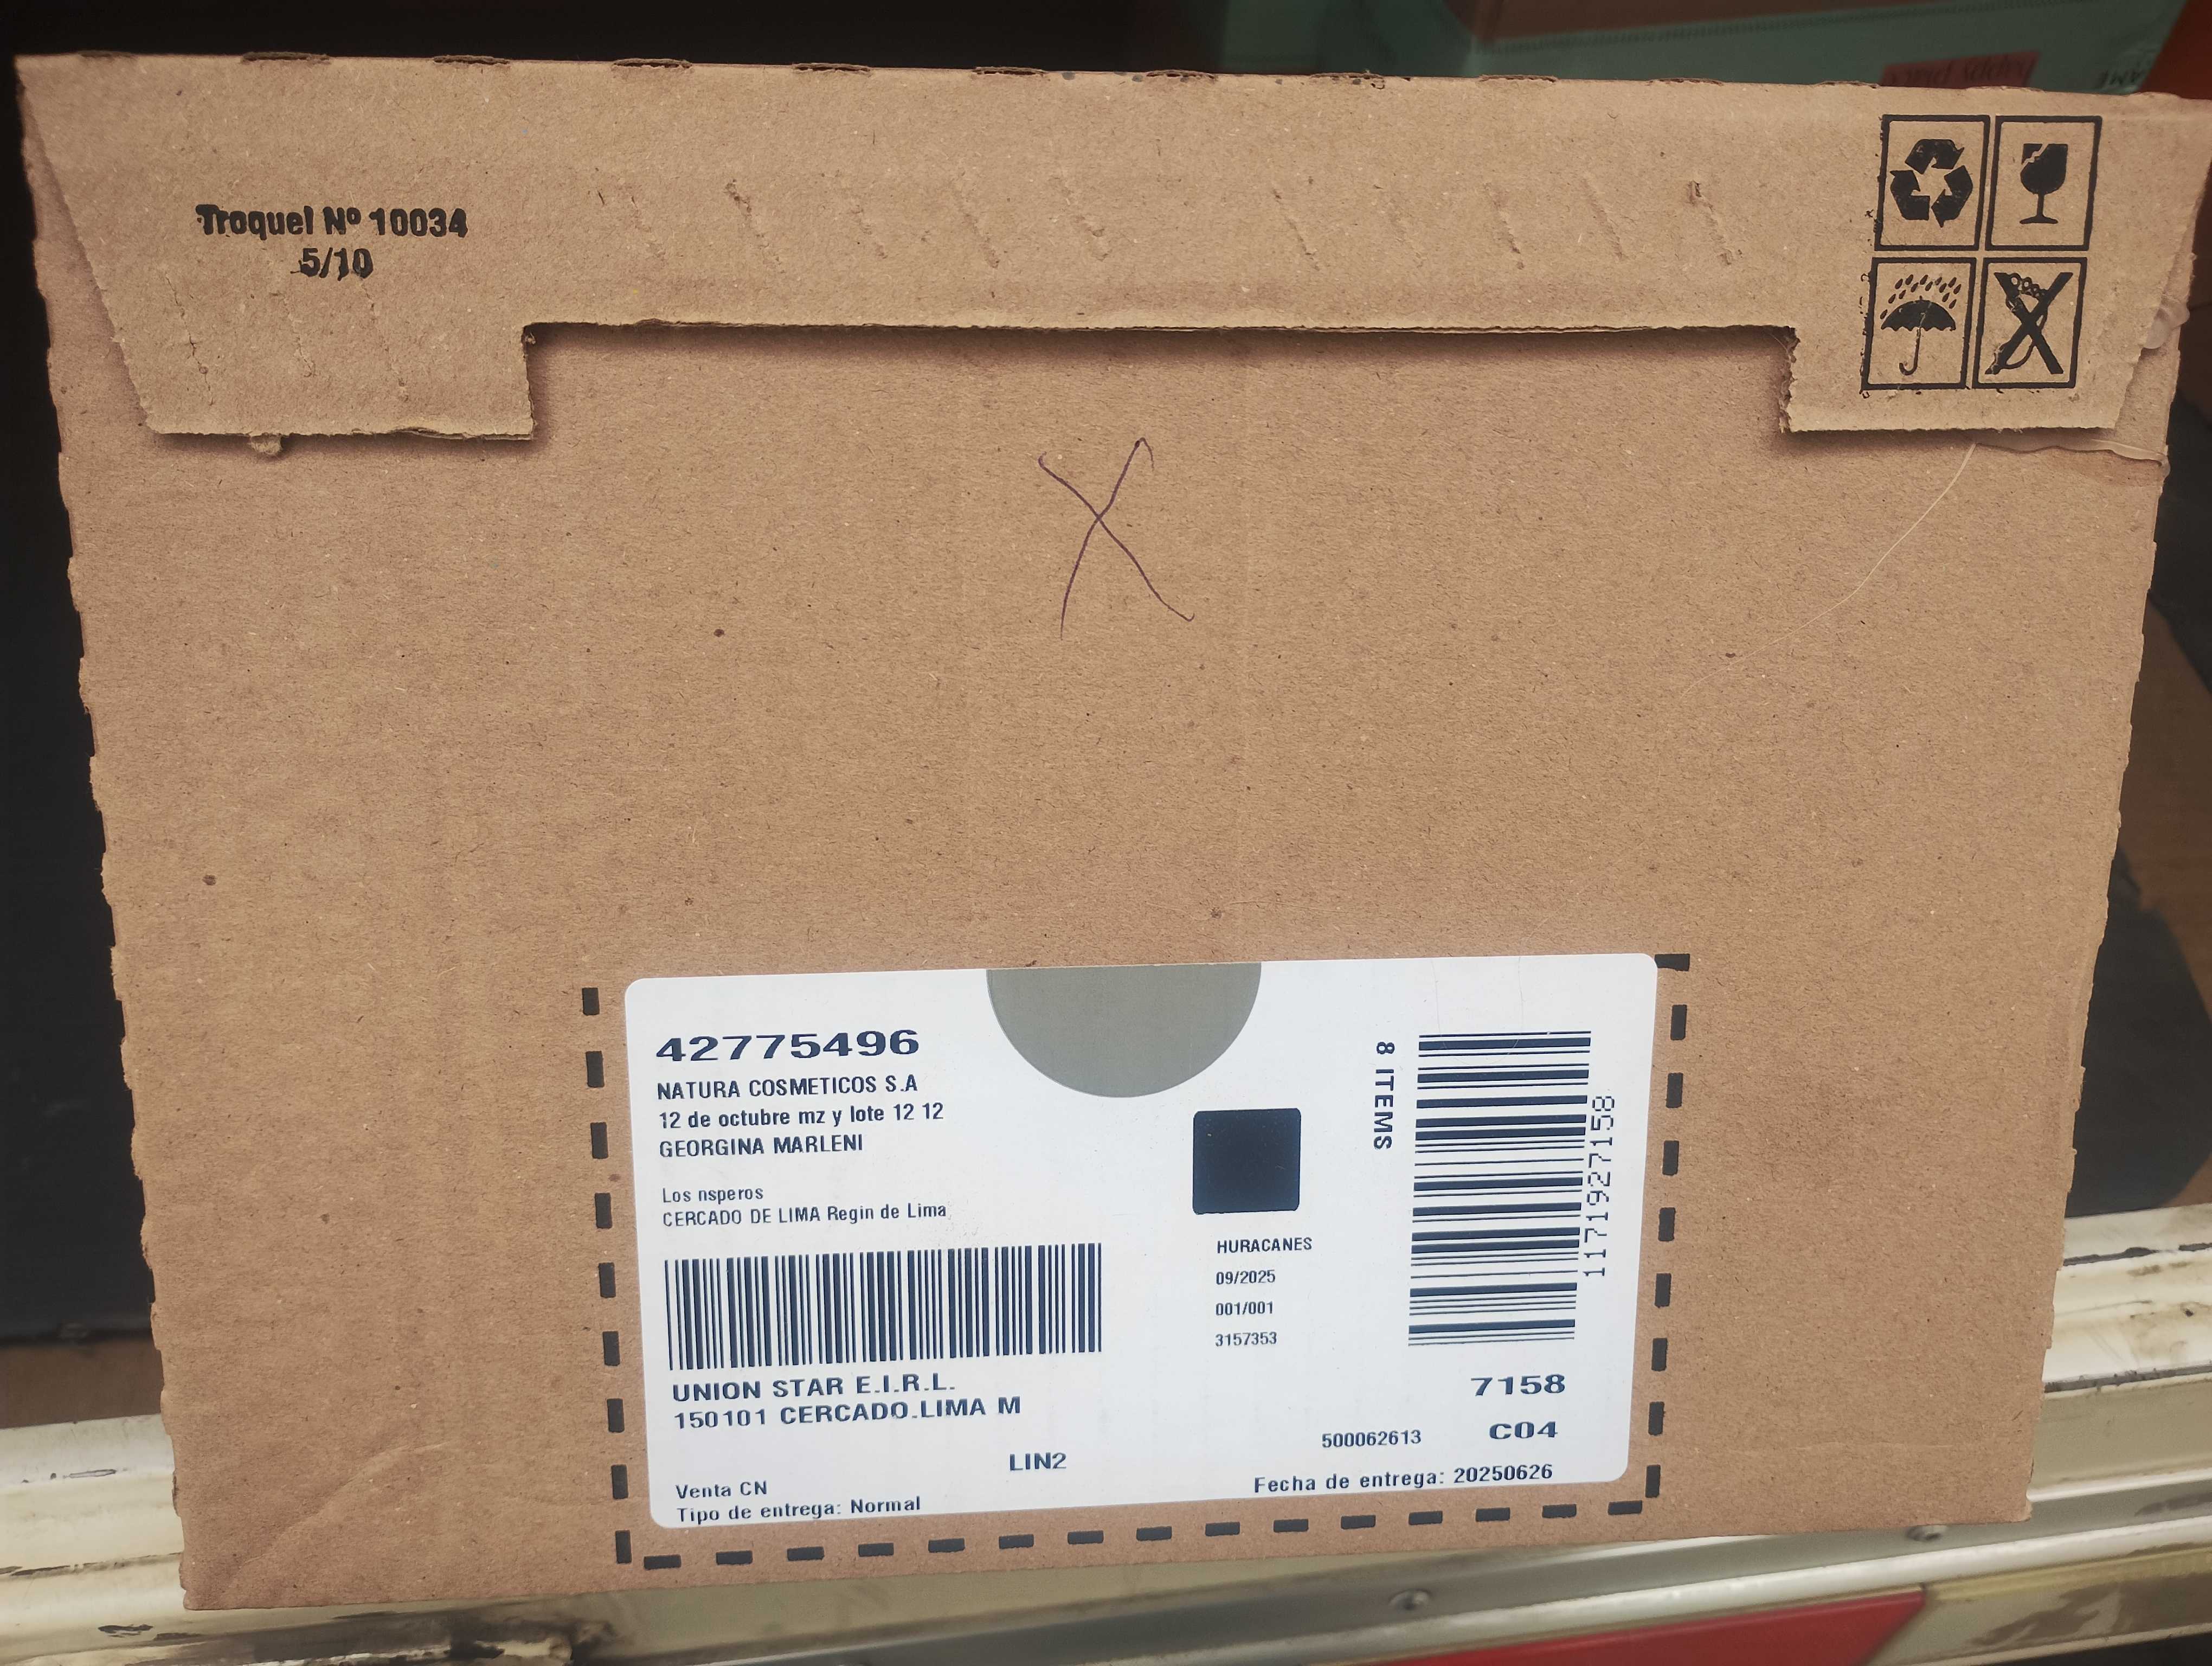 Troquel Nº 10034
5/10
X
42775496
NATURA COSMETICOS S.A
12 de octubre mz y lote 12 12
GEORGINA MARLENI
Los nsperos
CERCADO DE LIMA Regin de Lima
UNION STAR E.I.R.L.
150101 CERCADO.LIMA M
LIN2
Venta CN
Tipo de entrega: Normal
HURACANES
09/2025
001/001
3157353
8 ITEMS
11719277158
7158
C04
500062613
Fecha de entrega: 20250626